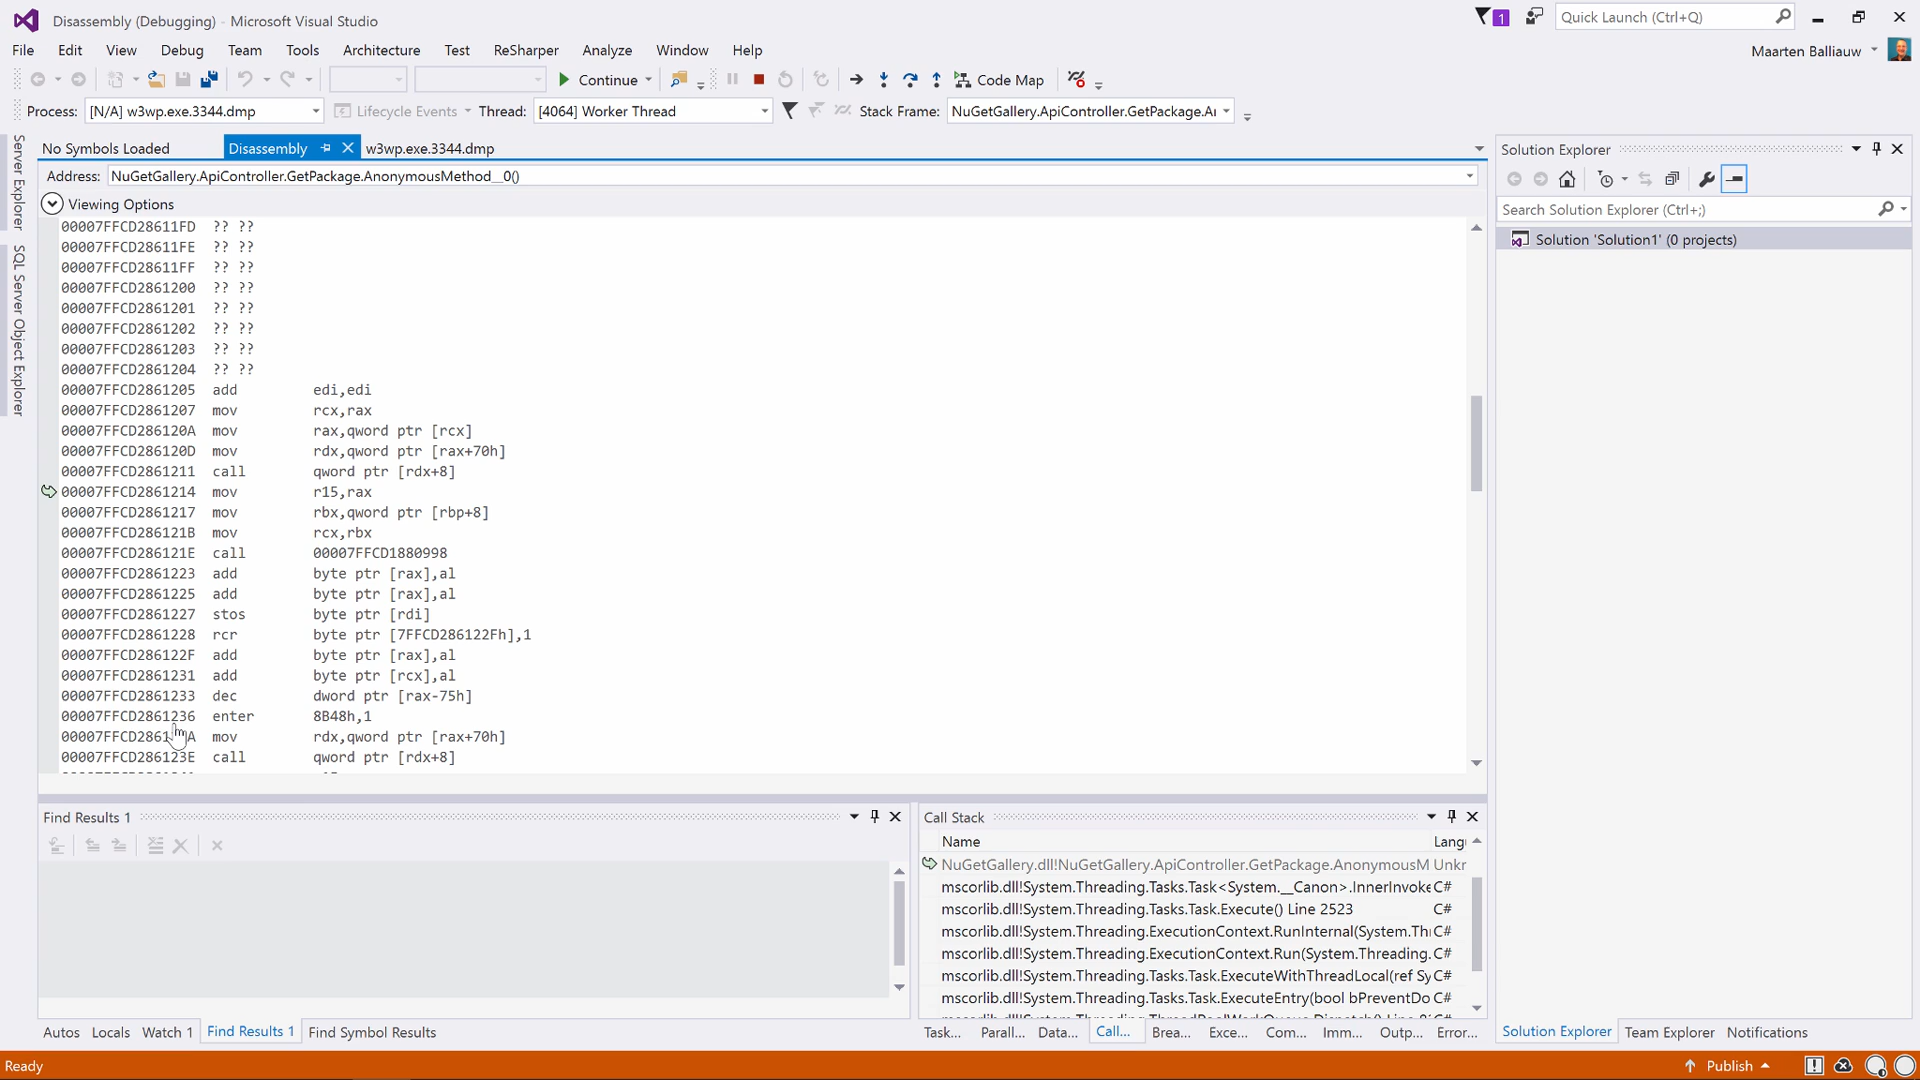 Disassembly (Debugging) - Microsoft Visual Studio
1
Quick Launch (Ctrl+Q)
File Edit View Debug Team Tools Architecture Test ReSharper Analyze Window Help
Maarten Balliauw
Continue
Code Map
Process: [N/A] w3wp.exe.3344.dmp Lifecycle Events Thread: [4064] Worker Thread Stack Frame: NuGetGallery.ApiController.GetPackage.A
Server Explorer
SQL Server Object Explorer
No Symbols Loaded Disassembly w3wp.exe.3344.dmp
Address: NuGetGallery.ApiController.GetPackage.AnonymousMethod__0()
Viewing Options
00007FFCD28611FD ?? ??
00007FFCD28611FE ?? ??
00007FFCD28611FF ?? ??
00007FFCD2861200 ?? ??
00007FFCD2861201 ?? ??
00007FFCD2861202 ?? ??
00007FFCD2861203 ?? ??
00007FFCD2861204 ?? ??
00007FFCD2861205 add edi,edi
00007FFCD2861207 mov rcx,rax
00007FFCD286120A mov rax,qword ptr [rcx]
00007FFCD286120D mov rdx,qword ptr [rax+70h]
00007FFCD2861211 call qword ptr [rdx+8]
00007FFCD2861214 mov r15,rax
00007FFCD2861217 mov rbx,qword ptr [rbp+8]
00007FFCD286121B mov rcx,rbx
00007FFCD286121E call 00007FFCD1880998
00007FFCD2861223 add byte ptr [rax],al
00007FFCD2861225 add byte ptr [rax],al
00007FFCD2861227 stos byte ptr [rdi]
00007FFCD2861228 rcr byte ptr [7FFCD286122Fh],1
00007FFCD286122F add byte ptr [rax],al
00007FFCD2861231 add byte ptr [rcx],al
00007FFCD2861233 dec dword ptr [rax-75h]
00007FFCD2861236 enter 8B48h,1
mov rdx,qword ptr [rax+70h]
00007FFCD286123E call qword ptr [rdx+8]
Find Results 1
Autos Locals Watch 1 Find Results 1 Find Symbol Results
Call Stack
Name Lang
NuGetGallery.dll!NuGetGallery.ApiController.GetPackage.AnonymousM Unkr
mscorlib.dll!System.Threading.Tasks.Task<System.__Canon>.InnerInvoke C#
mscorlib.dll!System.Threading.Tasks.Task.Execute() Line 2523 C#
mscorlib.dll!System.Threading.ExecutionContext.RunInternal(System.Thr C#
mscorlib.dll!System.Threading.ExecutionContext.Run(System.Threading. C#
mscorlib.dll!System.Threading.Tasks.Task.ExecuteWithThreadLocal(ref Sy C#
mscorlib.dll!System.Threading.Tasks.Task.ExecuteEntry(bool bPreventDo C#
Task... Parall... Data... Call... Brea... Exce... Com... Imm... Outp... Error...
Solution Explorer
Search Solution Explorer (Ctrl+;)
Solution 'Solution1' (0 projects)
Solution Explorer Team Explorer Notifications
Ready
Publish